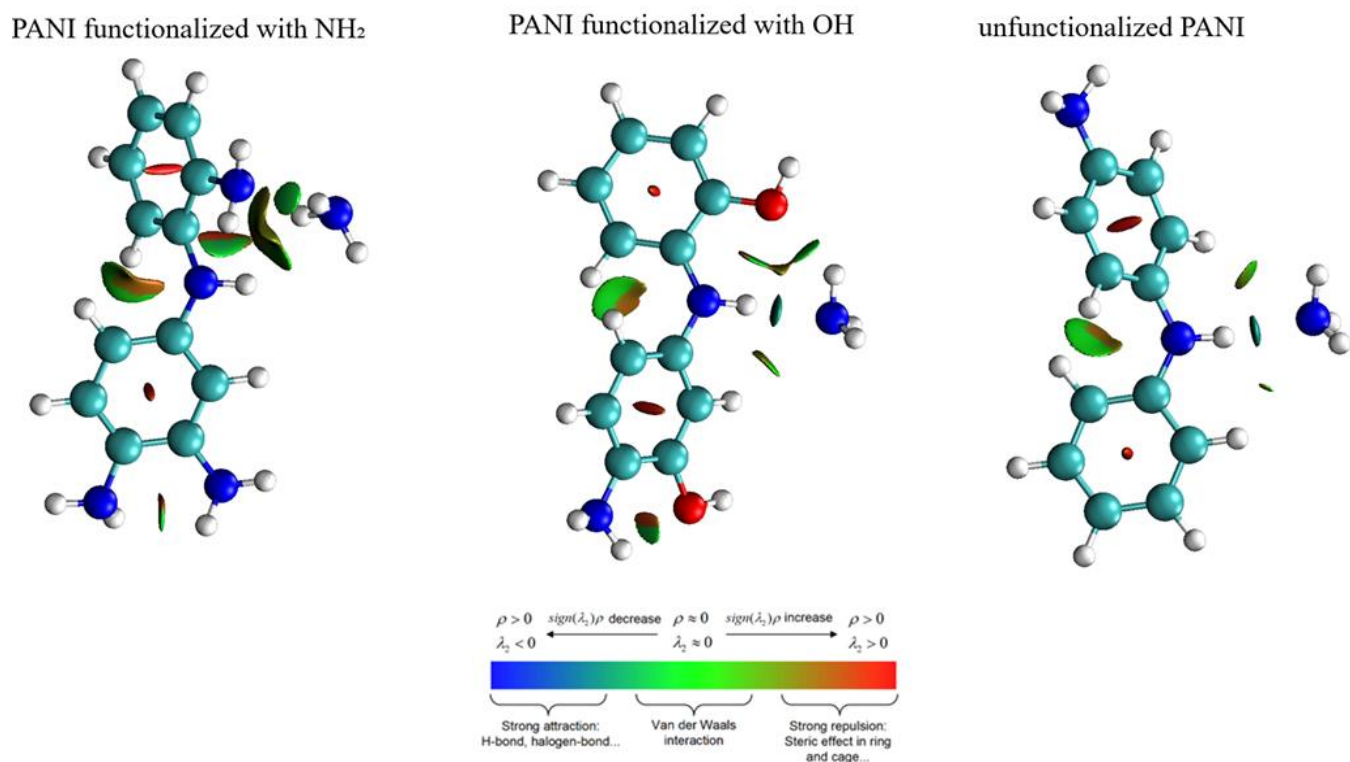 PANI functionalized with NH₂
PANI functionalized with OH
unfunctionalized PANI
ρ > 0 sign(λ₂)ρ decrease ρ ≈ 0 sign(λ₂)ρ increase ρ > 0
λ₂ < 0 λ₂ ≈ 0 λ₂ > 0
Strong attraction:
H-bond, halogen-bond...
Van der Waals
interaction
Strong repulsion:
Steric effect in ring
and cage...